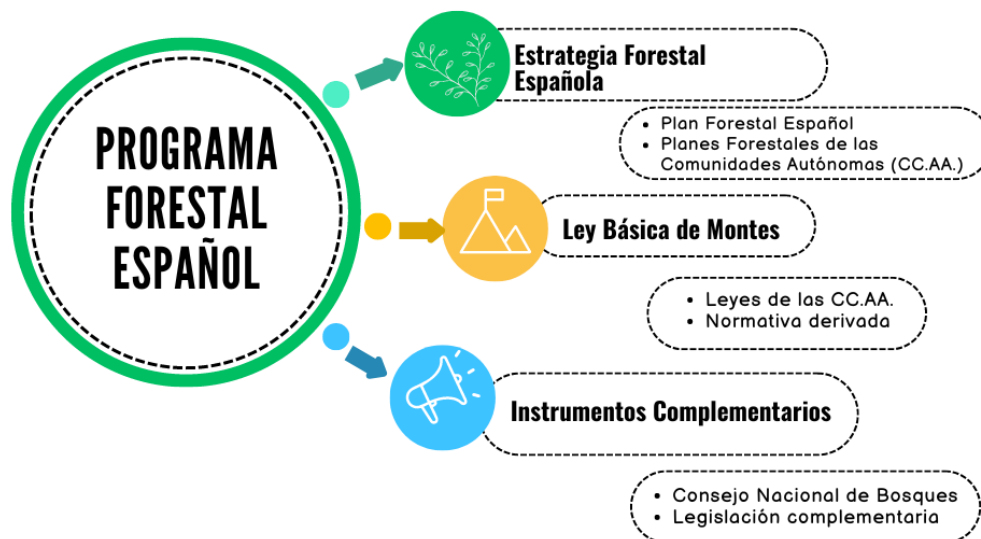 PROGRAMA
FORESTAL
ESPAÑOL
Estrategia Forestal
Española
• Plan Forestal Español
• Planes Forestales de las
Comunidades Autónomas (CC.AA.)
Ley Básica de Montes
• Leyes de las CC.AA.
• Normativa derivada
Instrumentos Complementarios
• Consejo Nacional de Bosques
• Legislación complementaria